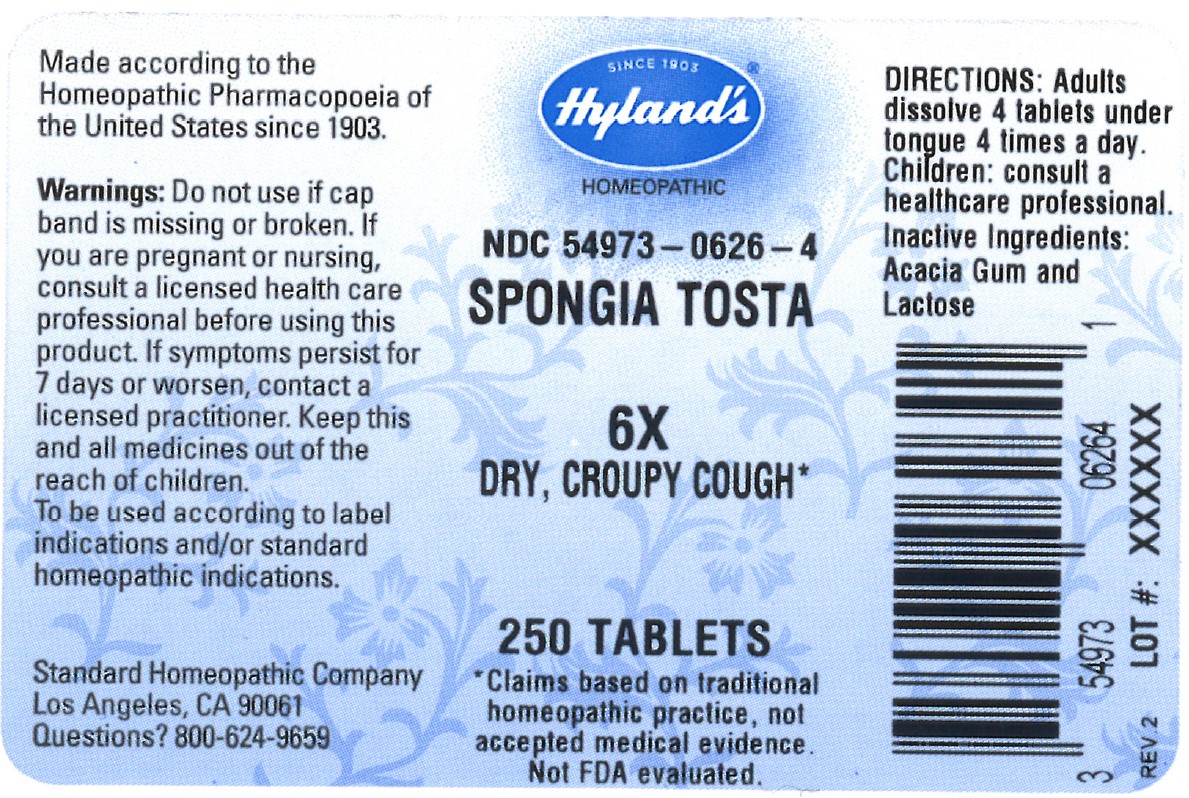 Made according to the
Homeopathic Pharmacopoeia of
the United States since 1903.
Warnings: Do not use if cap
band is missing or broken. If
you are pregnant or nursing,
consult a licensed health care
professional before using this
product. If symptoms persist for
7 days or worsen, contact a
licensed practitioner. Keep this
and all medicines out of the
reach of children.
To be used according to label
indications and/or standard
homeopathic indications.
Standard Homeopathic Company
Los Angeles, CA 90061
Questions? 800-624-9659
SINCE 1903
Hyland's®
HOMEOPATHIC
NDC 54973-0626-4
SPONGIA TOSTA
6X
DRY, CROUPY COUGH*
250 TABLETS
*Claims based on traditional
homeopathic practice, not
accepted medical evidence.
Not FDA evaluated.
DIRECTIONS: Adults
dissolve 4 tablets under
tongue 4 times a day.
Children: consult a
healthcare professional.
Inactive Ingredients:
Acacia Gum and
Lactose
3 54973 06264 1
REV. 2 LOT #: XXXXXX